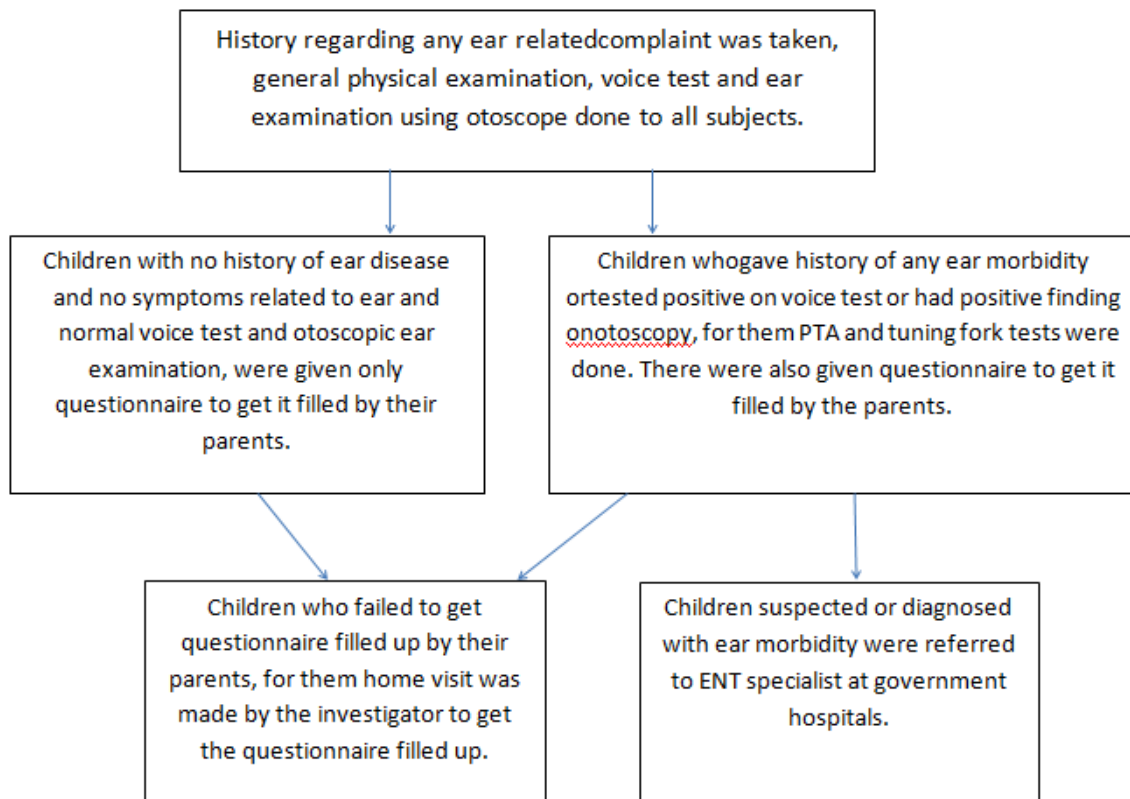 History regarding any ear relatedcomplaint was taken,
general physical examination, voice test and ear
examination using otoscope done to all subjects.
Children with no history of ear disease
and no symptoms related to ear and
normal voice test and otoscopic ear
examination, were given only
questionnaire to get it filled by their
parents.
Children whogave history of any ear morbidity
ortested positive on voice test or had positive finding
onotoscopy, for them PTA and tuning fork tests were
done. There were also given questionnaire to get it
filled by the parents.
Children who failed to get
questionnaire filled up by their
parents, for them home visit was
made by the investigator to get
the questionnaire filled up.
Children suspected or diagnosed
with ear morbidity were referred
to ENT specialist at government
hospitals.